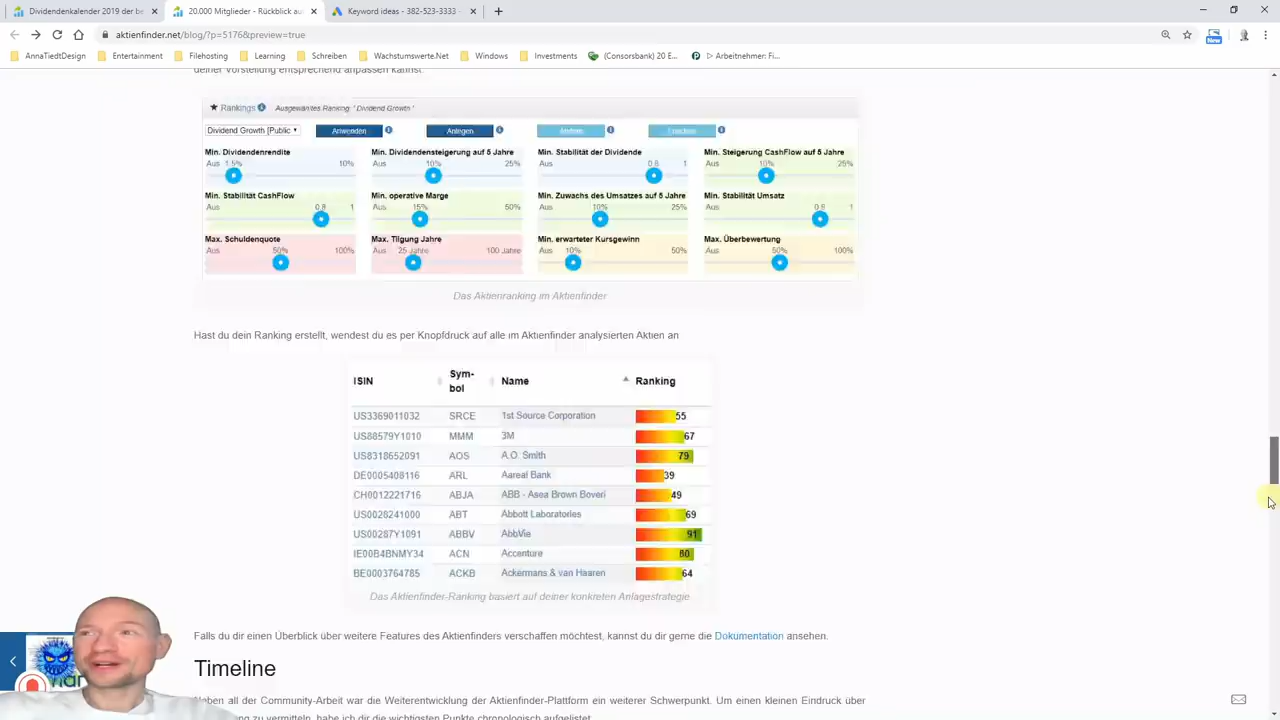 Dividendenkalender 2019 der be
20.000 Mitglieder - Rückblick au
Keyword ideas - 382-523-3333 -
aktienfinder.net/blog/?p=5176&preview=true
AnnaTiedtDesign Entertainment Filehosting Learning Schreiben Wachstumswerte.Net Windows Investments (Consorsbank) 20 E... ▷ Arbeitnehmer: Fi...
New
deiner Vorstellung entsprechend anpassen kannst.
★ Rankings Ausgewähltes Ranking: ' Dividend Growth '
Dividend Growth [Public Anwenden Anlegen Ändern Löschen
Min. Dividendenrendite Min. Dividendensteigerung auf 5 Jahre Min. Stabilität der Dividende Min. Steigerung CashFlow auf 5 Jahre
Aus 1.5% 10% Aus 10% 25% Aus 0.8 1 Aus 10% 25%
Min. Stabilität CashFlow Min. operative Marge Min. Zuwachs des Umsatzes auf 5 Jahre Min. Stabilität Umsatz
Aus 0.8 1 Aus 15% 50% Aus 10% 25% Aus 0.8 1
Max. Schuldenquote Max. Tilgung Jahre Min. erwarteter Kursgewinn Max. Überbewertung
Aus 50% 100% Aus 25 Jahre 100 Jahre Aus 10% 50% Aus 50% 100%
Das Aktienranking im Aktienfinder
Hast du dein Ranking erstellt, wendest du es per Knopfdruck auf alle im Aktienfinder analysierten Aktien an
ISIN Sym-bol Name Ranking
US3369011032 SRCE 1st Source Corporation 55
US88579Y1010 MMM 3M 67
US8318652091 AOS A.O. Smith 79
DE0005408116 ARL Aareal Bank 39
CH0012221716 ABJA ABB - Asea Brown Boveri 49
US0028241000 ABT Abbott Laboratories 69
US00287Y1091 ABBV AbbVie 91
IE00B4BNMY34 ACN Accenture 80
BE0003764785 ACKB Ackermans & van Haaren 64
Das Aktienfinder-Ranking basiert auf deiner konkreten Anlagestrategie
Falls du dir einen Überblick über weitere Features des Aktienfinders verschaffen möchtest, kannst du dir gerne die Dokumentation ansehen.
Timeline
Neben all der Community-Arbeit war die Weiterentwicklung der Aktienfinder-Plattform ein weiterer Schwerpunkt. Um einen kleinen Eindruck über
zu vermitteln, habe ich dir die wichtigsten Punkte chronologisch aufgelistet.